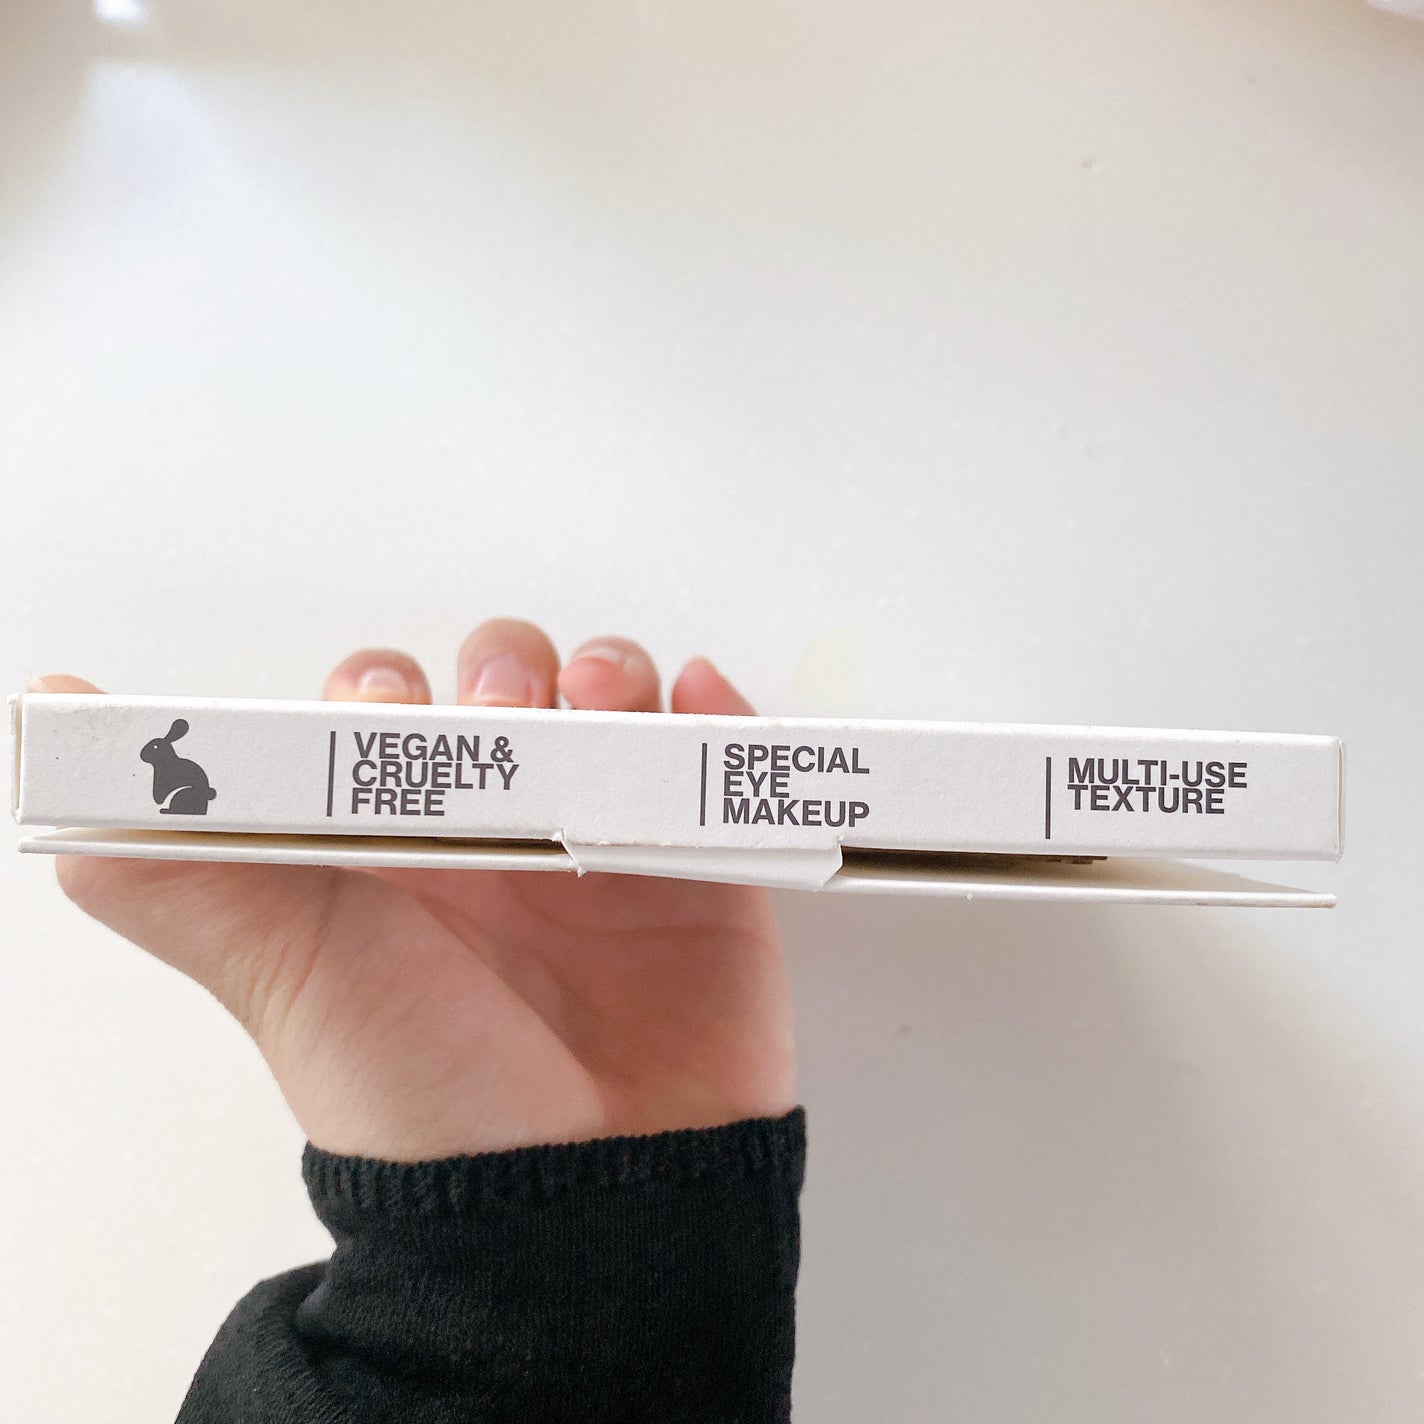 VEGAN &
CRUELTY
FREE
SPECIAL
EYE
MAKEUP
MULTI-USE
TEXTURE